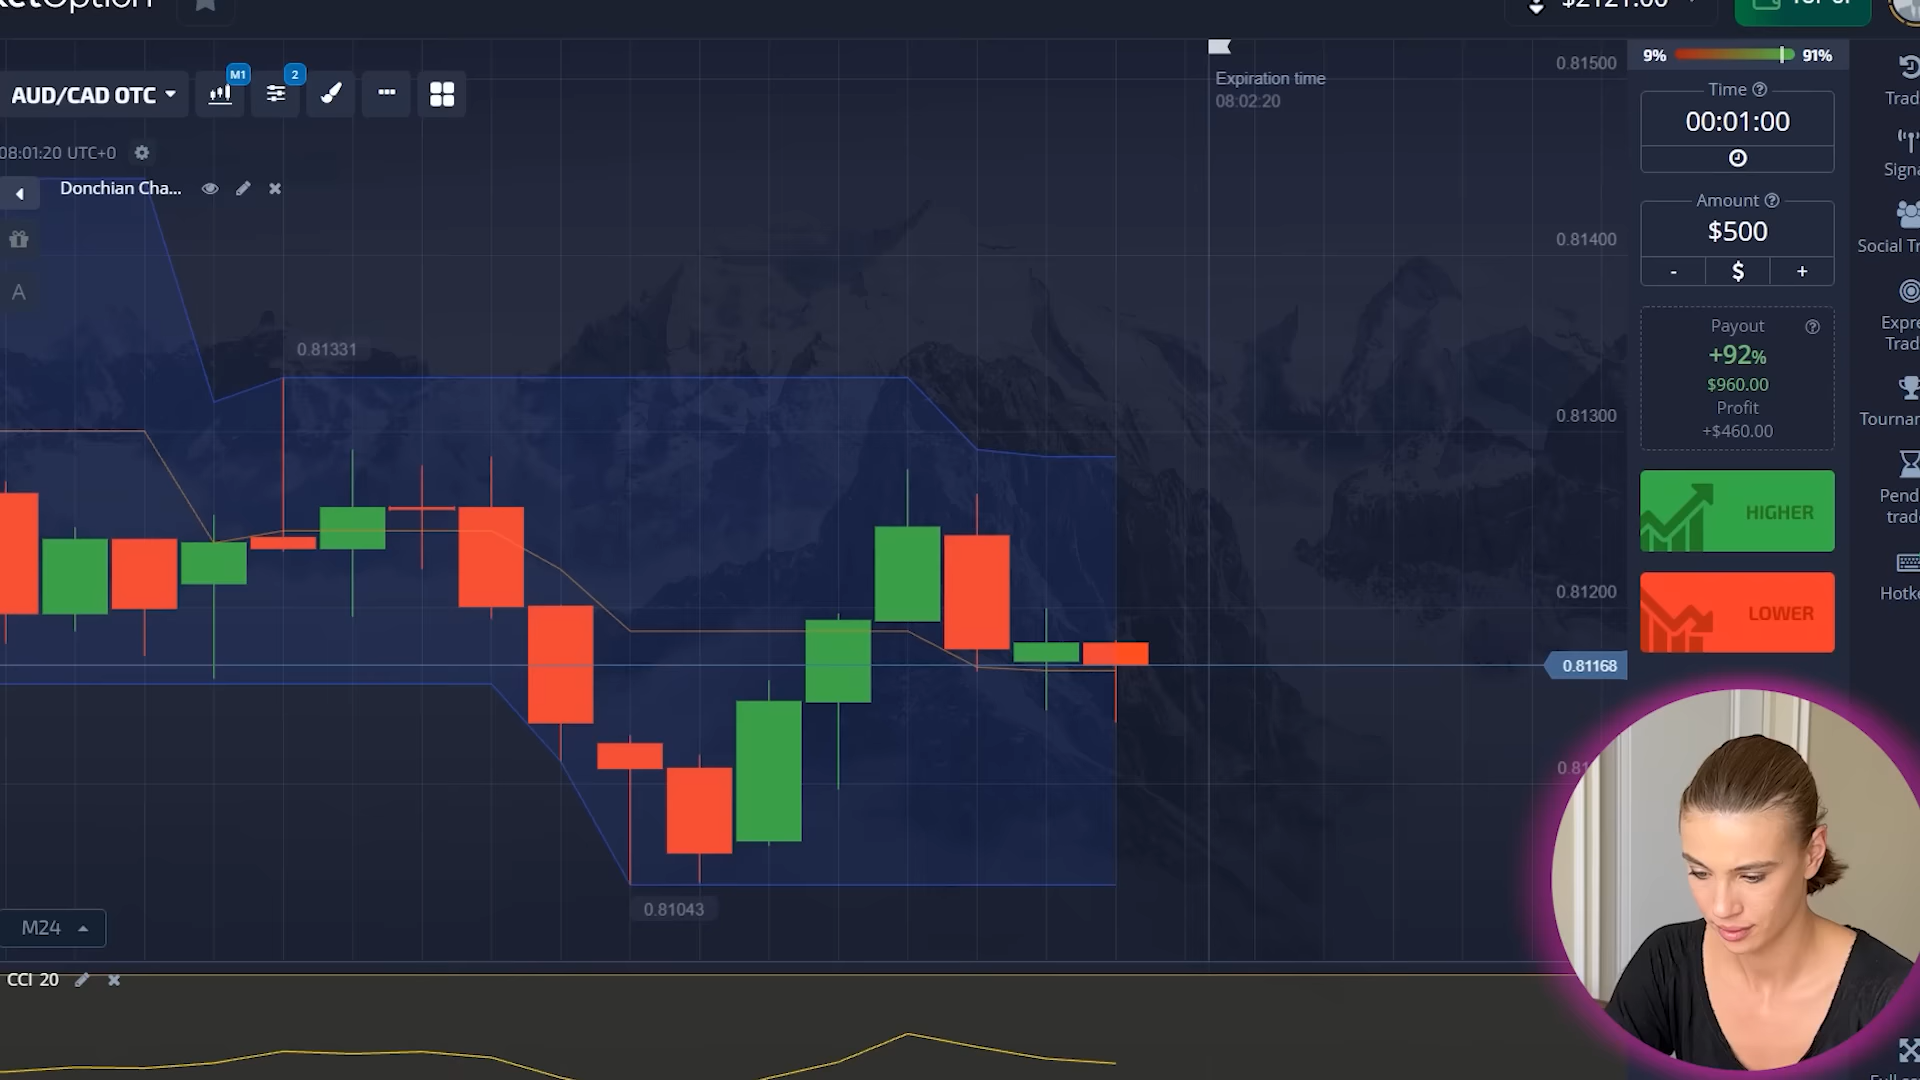 AUD/CAD OTC
M1
2
08:01:20 UTC+0
Donchian Cha...
A
Expiration time
08:02:20
0.81331
0.81043
0.81500
0.81400
0.81300
0.81200
0.81168
M24
CCI 20
9%
91%
Time
00:01:00
Amount
$500
-
$
+
Payout
+92%
$960.00
Profit
+$460.00
HIGHER
LOWER
Trad
Signa
Social Tr
Expre
Trad
Tournar
Pend
trade
Hotke